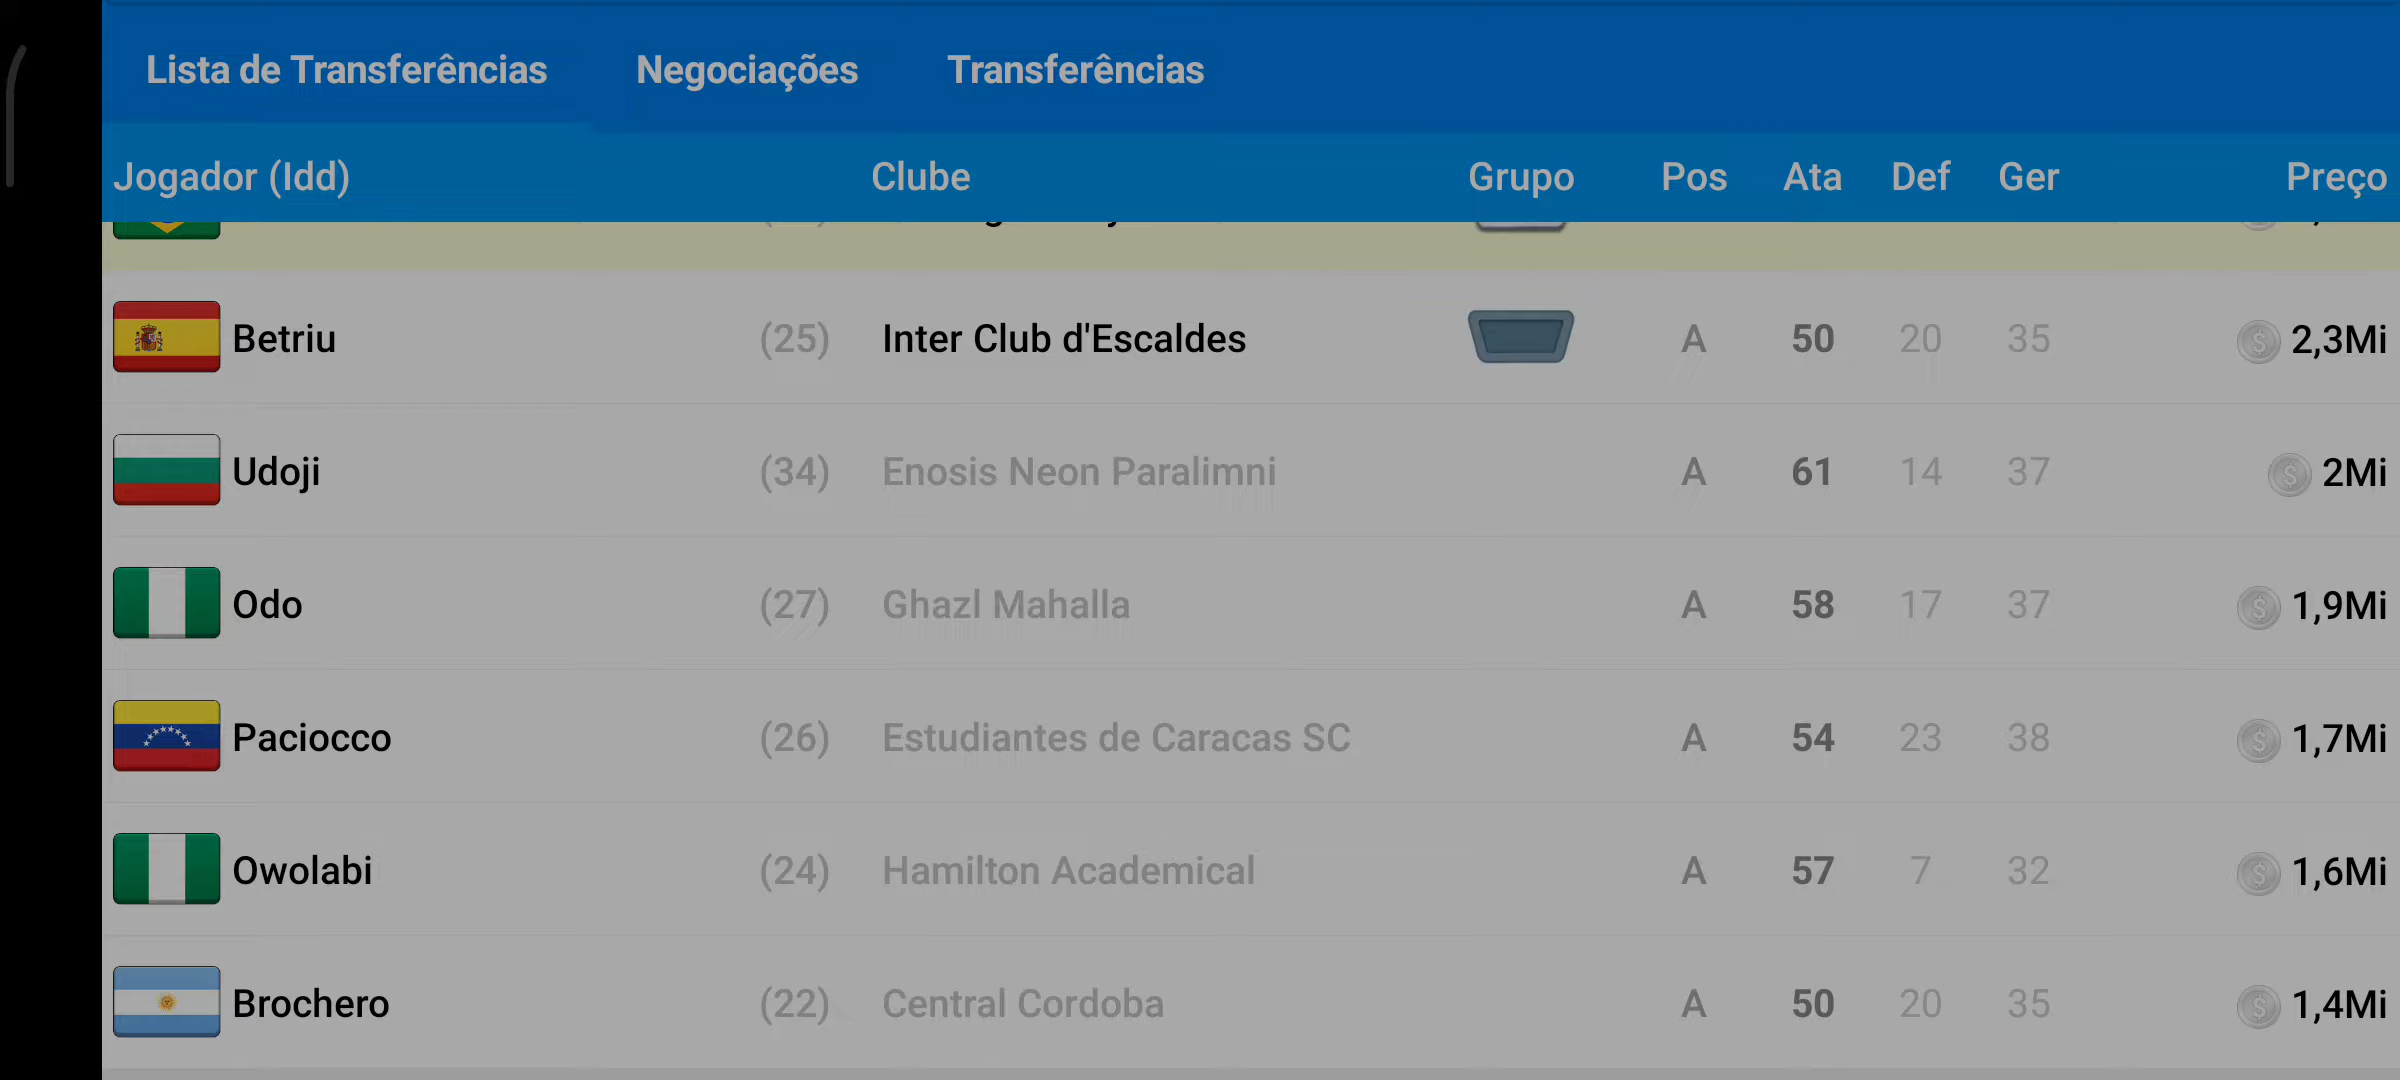 Lista de Transferências Negociações Transferências
Jogador (Idd) Clube Grupo Pos Ata Def Ger Preço
Betriu (25) Inter Club d'Escaldes A 50 20 35 2,3Mi
Udoji (34) Enosis Neon Paralimni A 61 14 37 2Mi
Odo (27) Ghazl Mahalla A 58 17 37 1,9Mi
Paciocco (26) Estudiantes de Caracas SC A 54 23 38 1,7Mi
Owolabi (24) Hamilton Academical A 57 7 32 1,6Mi
Brochero (22) Central Cordoba A 50 20 35 1,4Mi